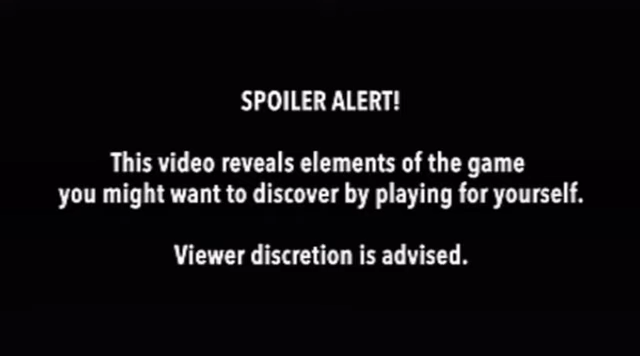 SPOILER ALERT!
This video reveals elements of the game
you might want to discover by playing for yourself.
Viewer discretion is advised.